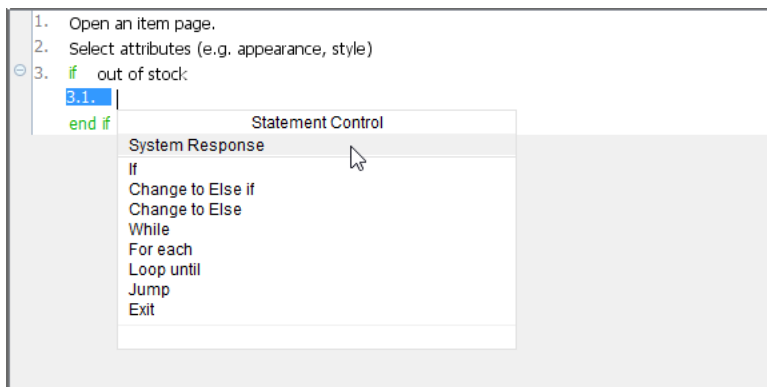 1. Open an item page.
2. Select attributes (e.g. appearance, style)
3. if out of stock
3.1.
end if
Statement Control
System Response
If
Change to Else if
Change to Else
While
For each
Loop until
Jump
Exit